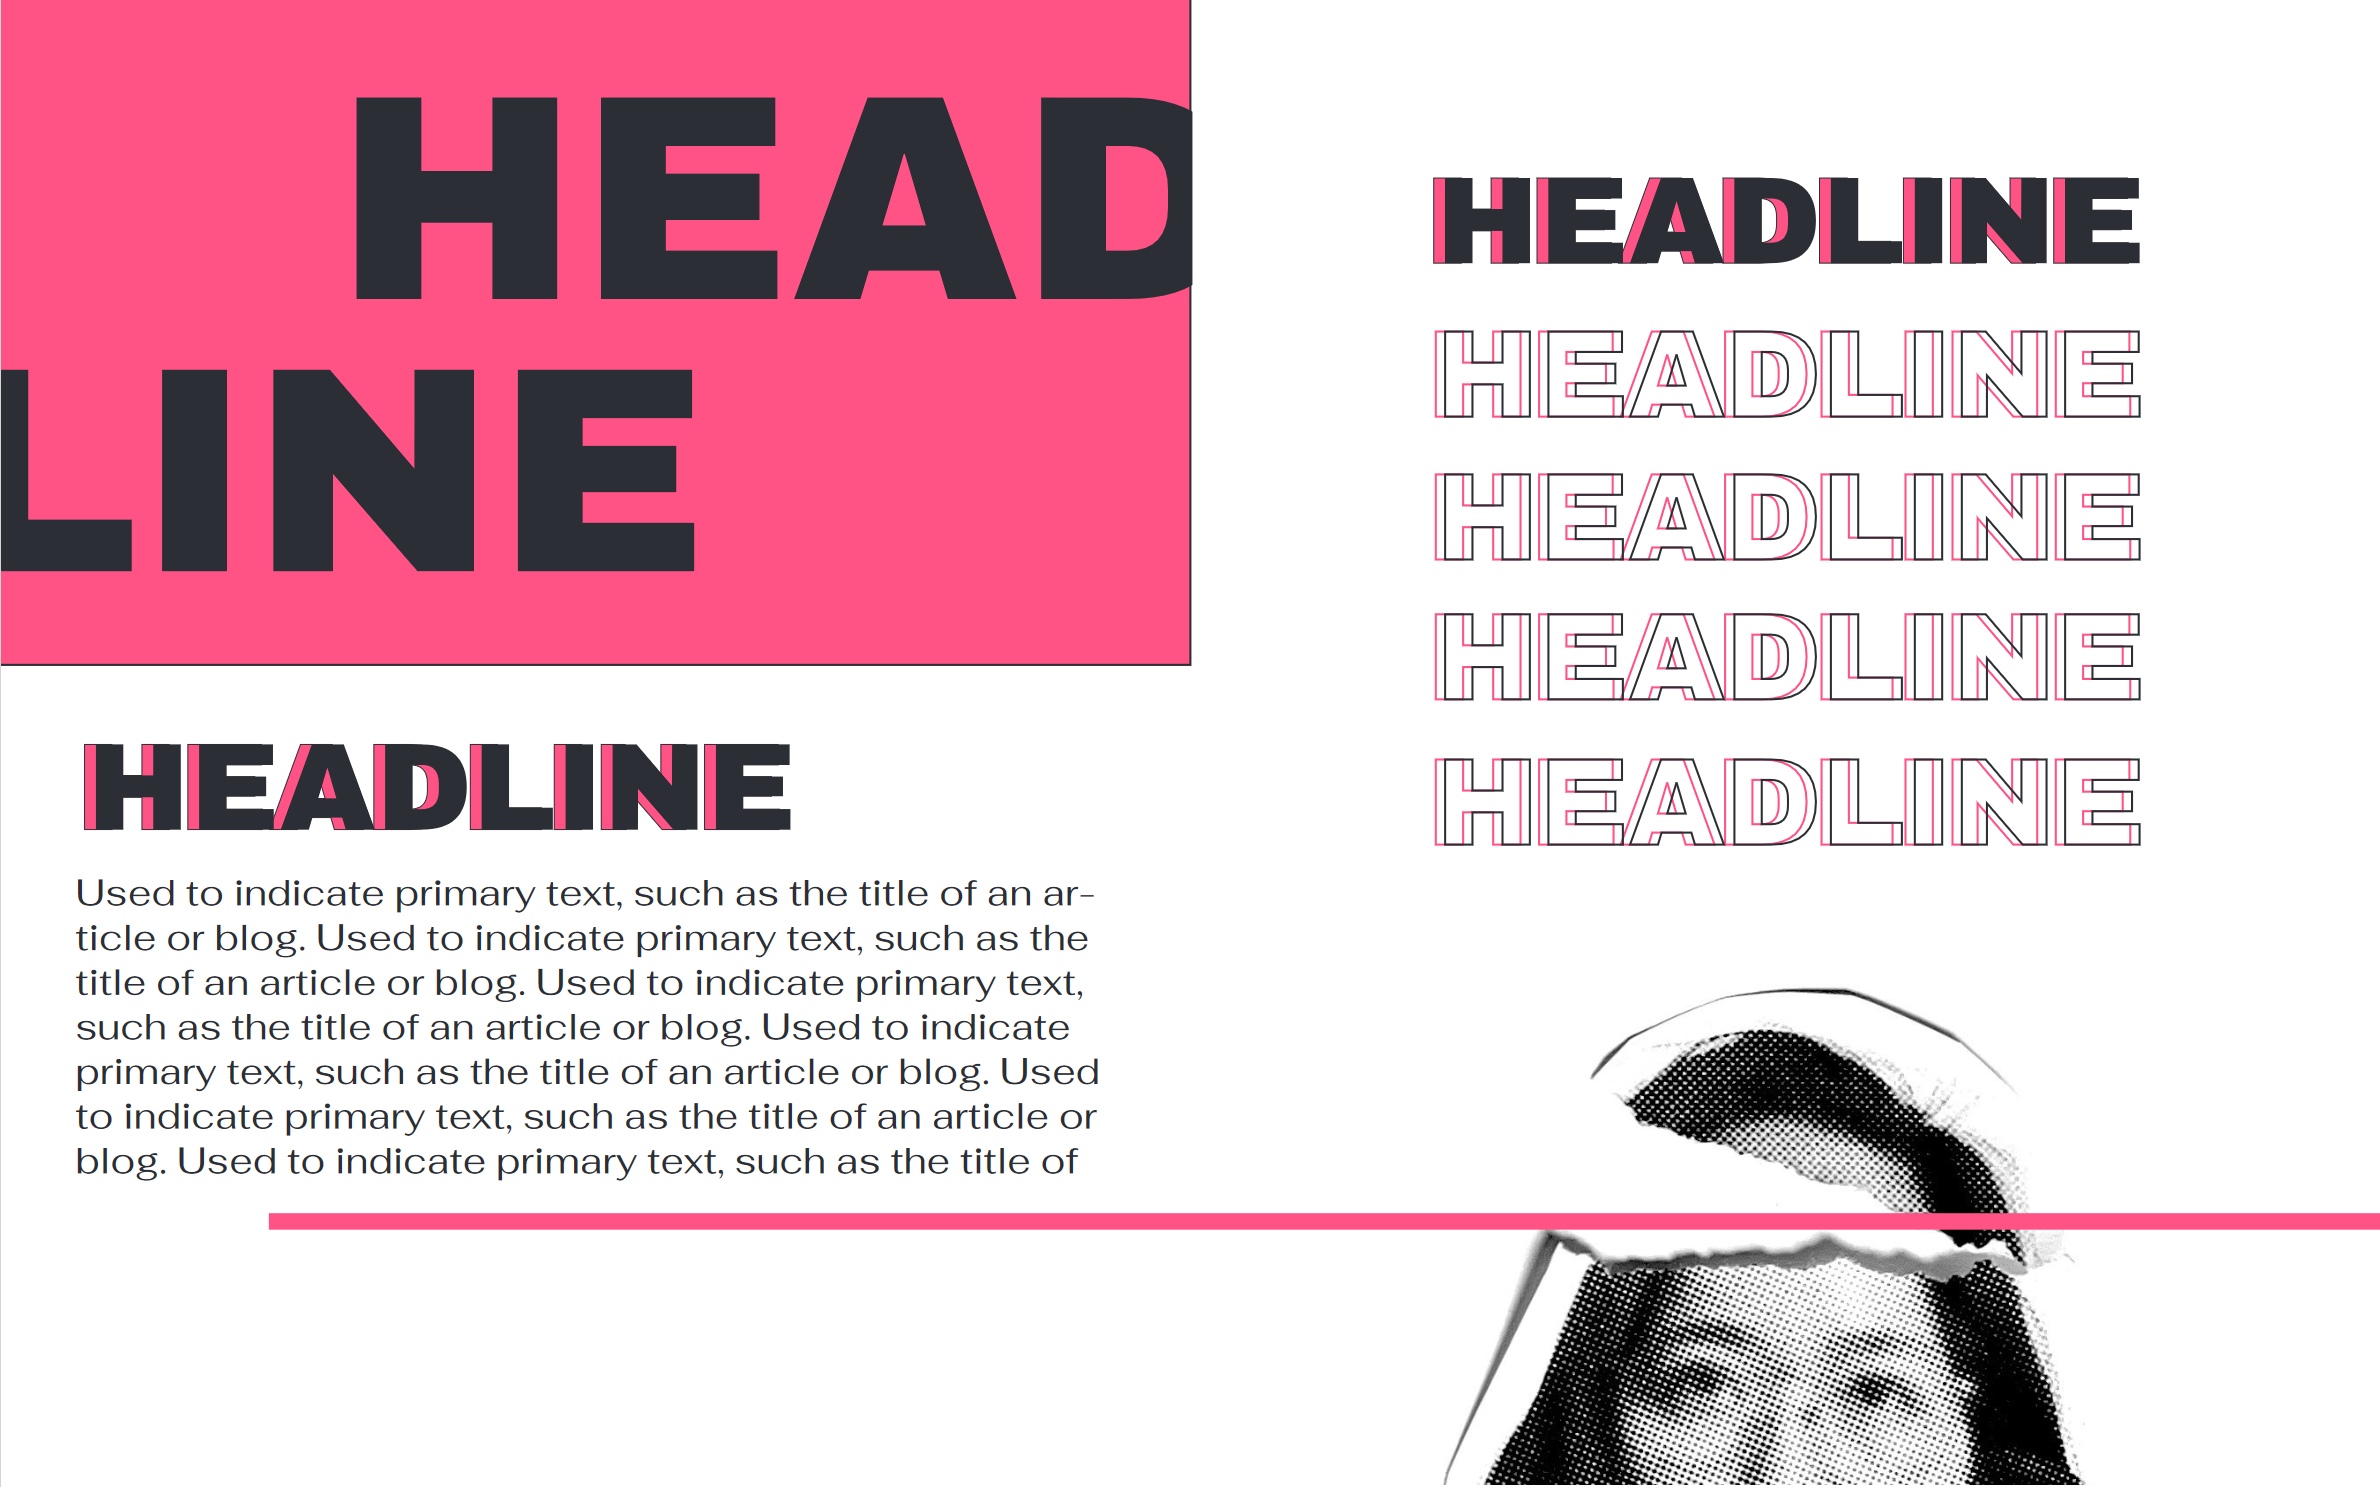 HEAD
LINE
HEADLINE
Used to indicate primary text, such as the title of an ar-
ticle or blog. Used to indicate primary text, such as the
title of an article or blog. Used to indicate primary text,
such as the title of an article or blog. Used to indicate
primary text, such as the title of an article or blog. Used
to indicate primary text, such as the title of an article or
blog. Used to indicate primary text, such as the title of
HEADLINE
HEADLINE
HEADLINE
HEADLINE
HEADLINE